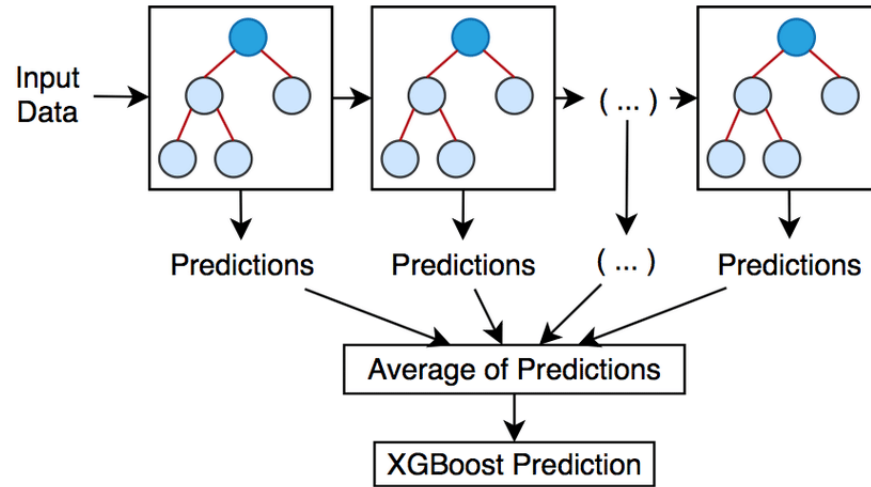 Input
Data
( ... )
Predictions
Predictions
( ... )
Predictions
Average of Predictions
XGBoost Prediction